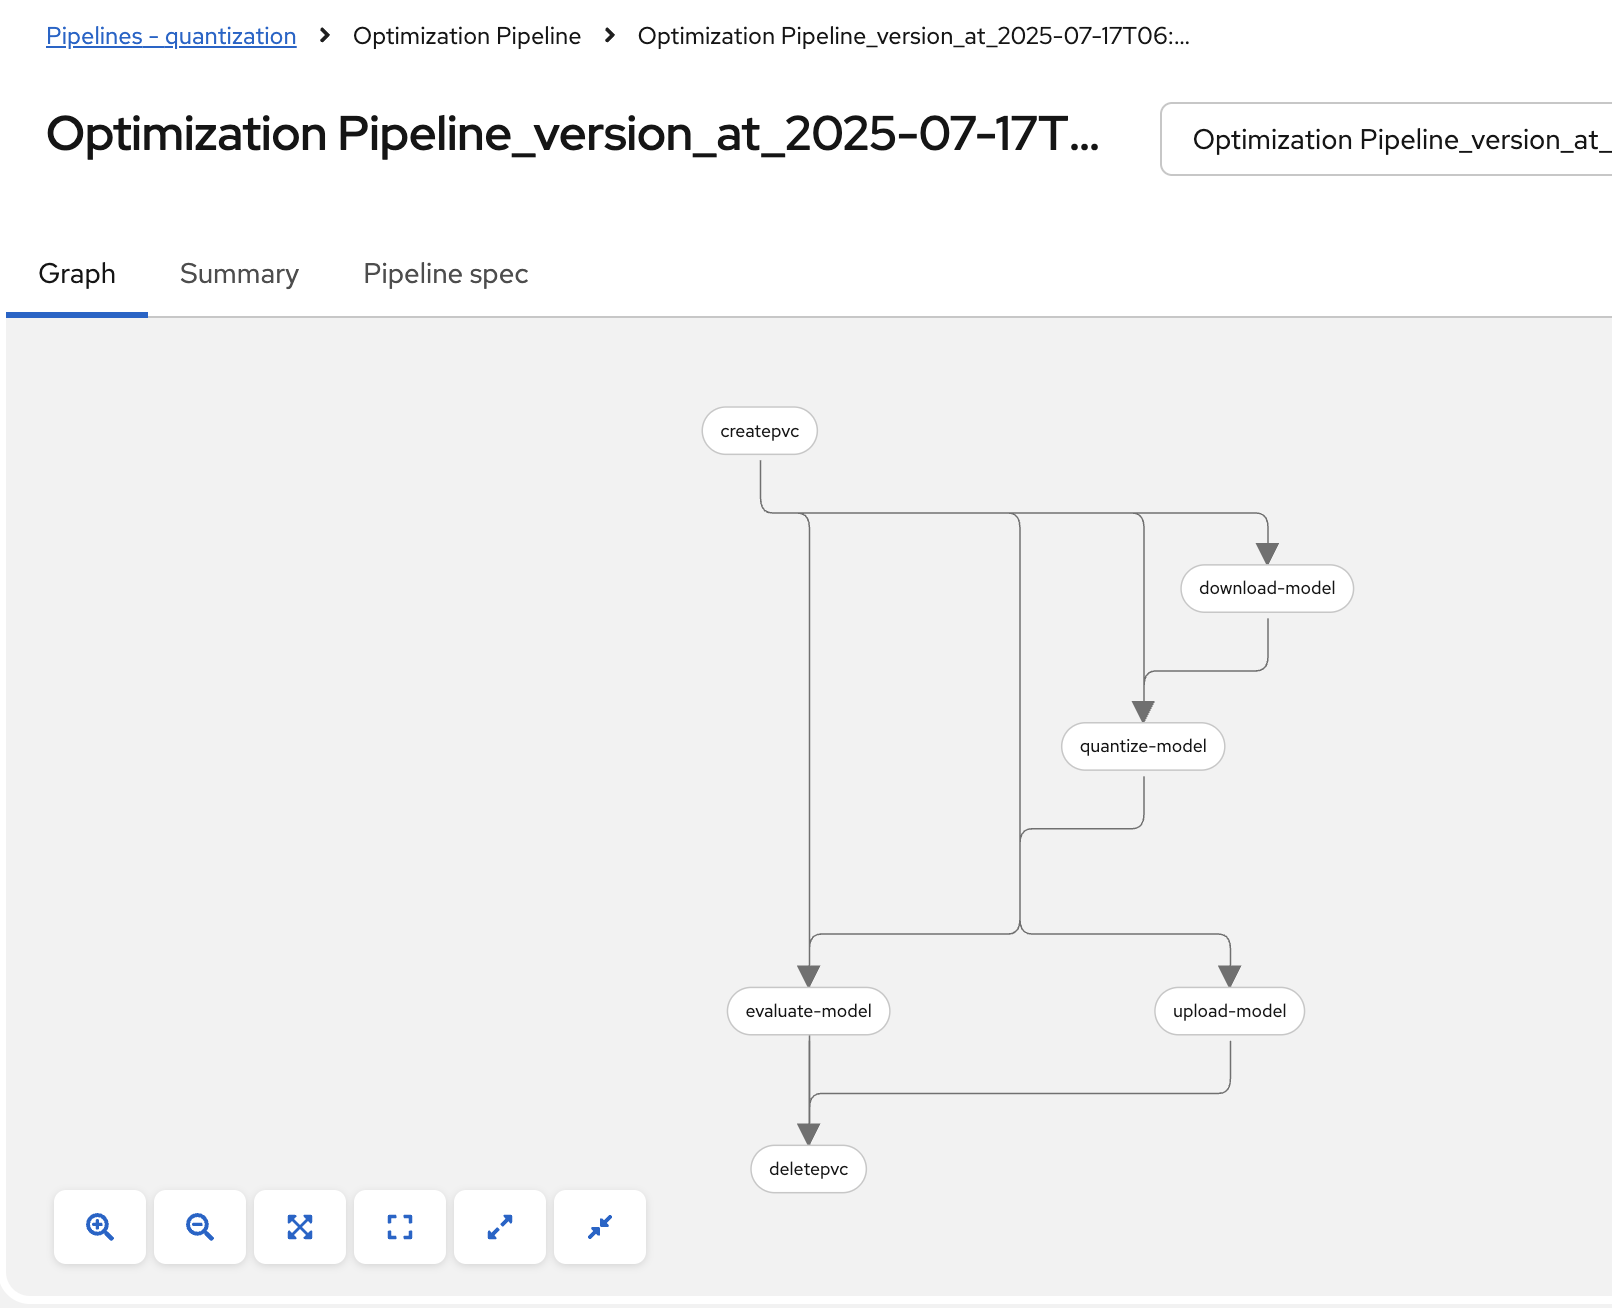 Pipelines - quantization > Optimization Pipeline > Optimization Pipeline_version_at_2025-07-17T06:...
Optimization Pipeline_version_at_2025-07-17T...
Optimization Pipeline_version_at_
Graph Summary Pipeline spec
createpvc
download-model
quantize-model
evaluate-model
upload-model
deletepvc